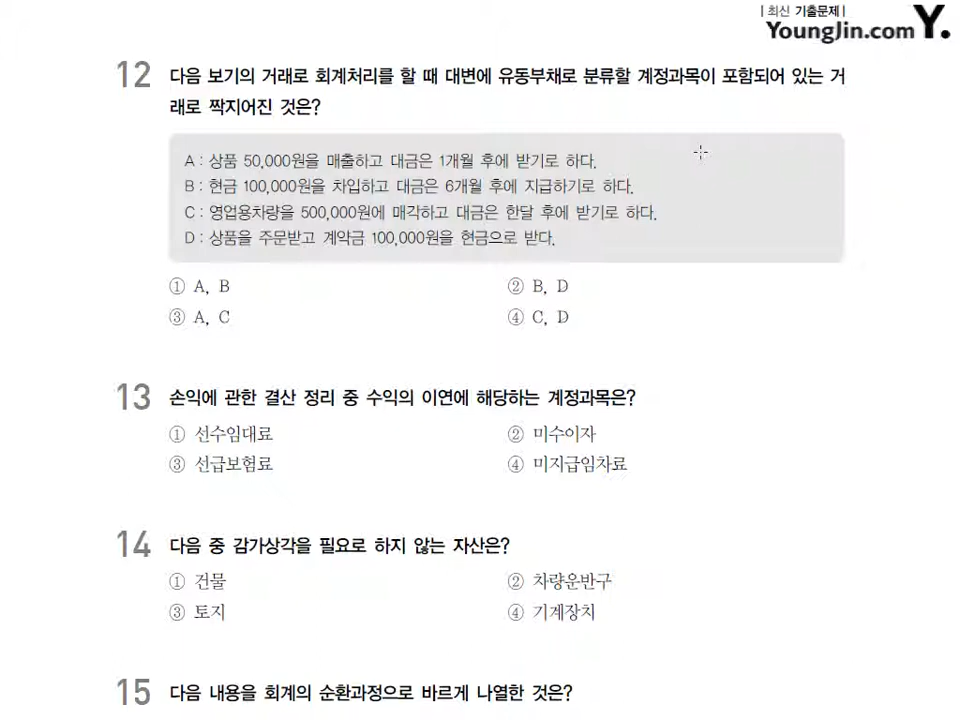 | 최신 기출문제 |
YoungJin.com Y.
12 다음 보기의 거래로 회계처리를 할 때 대변에 유동부채로 분류할 계정과목이 포함되어 있는 거
래로 짝지어진 것은?
A : 상품 50,000원을 매출하고 대금은 1개월 후에 받기로 하다.
B : 현금 100,000원을 차입하고 대금은 6개월 후에 지급하기로 하다.
C : 영업용차량을 500,000원에 매각하고 대금은 한달 후에 받기로 하다.
D : 상품을 주문받고 계약금 100,000원을 현금으로 받다.
① A, B ② B, D
③ A, C ④ C, D
13 손익에 관한 결산 정리 중 수익의 이연에 해당하는 계정과목은?
① 선수임대료 ② 미수이자
③ 선급보험료 ④ 미지급임차료
14 다음 중 감가상각을 필요로 하지 않는 자산은?
① 건물 ② 차량운반구
③ 토지 ④ 기계장치
15 다음 내용을 회계의 순환과정으로 바르게 나열한 것은?